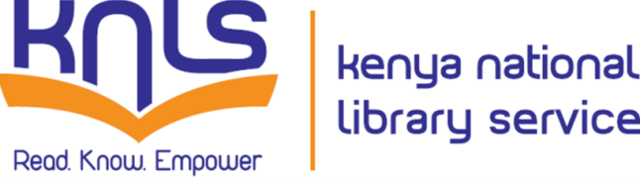 knls
Read. Know. Empower
kenya national
library service